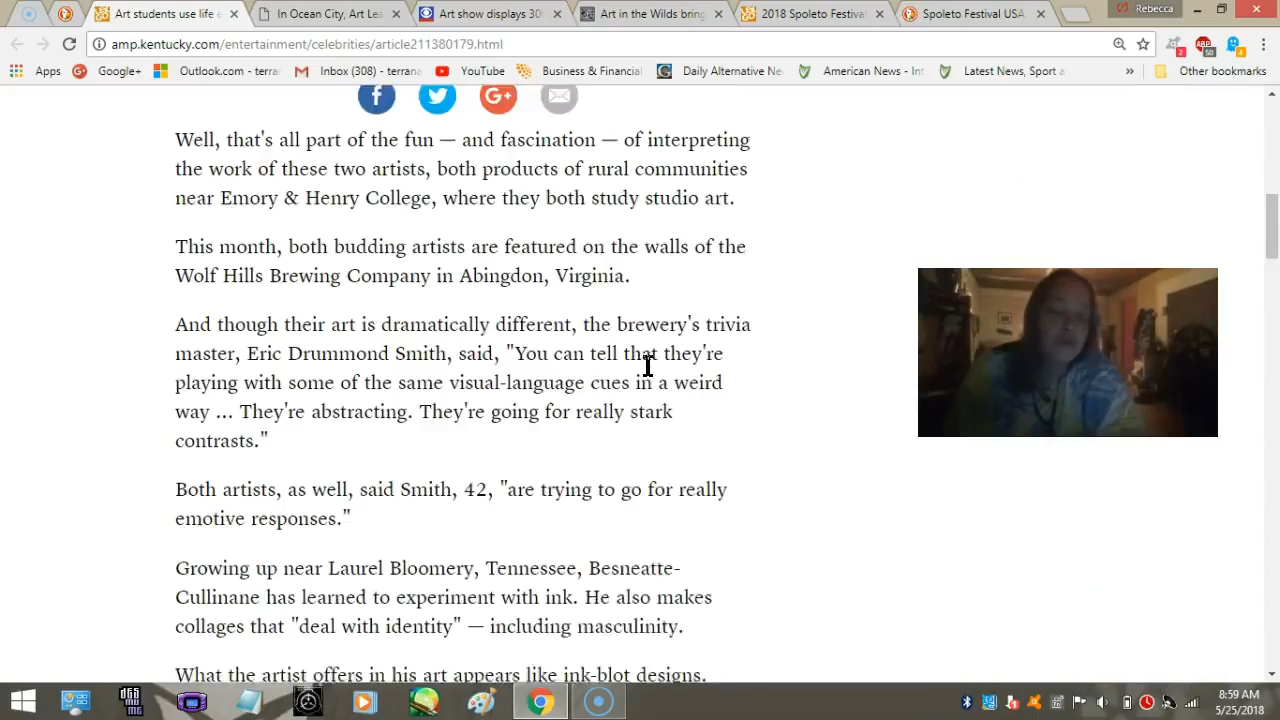 Art students use life e
In Ocean City, Art Lea
Art show displays 30
Art in the Wilds bring
2018 Spoleto Festival
Spoleto Festival USA
Rebecca
amp.kentucky.com/entertainment/celebrities/article211380179.html
ABP
2
50
4
Apps
Google+
Outlook.com - terra
Inbox (308) - terran
YouTube
Business & Financial
Daily Alternative Ne
American News - In
Latest News, Sport a
»
Other bookmarks
Well, that's all part of the fun — and fascination — of interpreting
the work of these two artists, both products of rural communities
near Emory & Henry College, where they both study studio art.
This month, both budding artists are featured on the walls of the
Wolf Hills Brewing Company in Abingdon, Virginia.
And though their art is dramatically different, the brewery's trivia
master, Eric Drummond Smith, said, "You can tell that they're
playing with some of the same visual-language cues in a weird
way ... They're abstracting. They're going for really stark
contrasts."
Both artists, as well, said Smith, 42, "are trying to go for really
emotive responses."
Growing up near Laurel Bloomery, Tennessee, Besneatte-
Cullinane has learned to experiment with ink. He also makes
collages that "deal with identity" — including masculinity.
What the artist offers in his art appears like ink-blot designs.
8:59 AM
5/25/2018